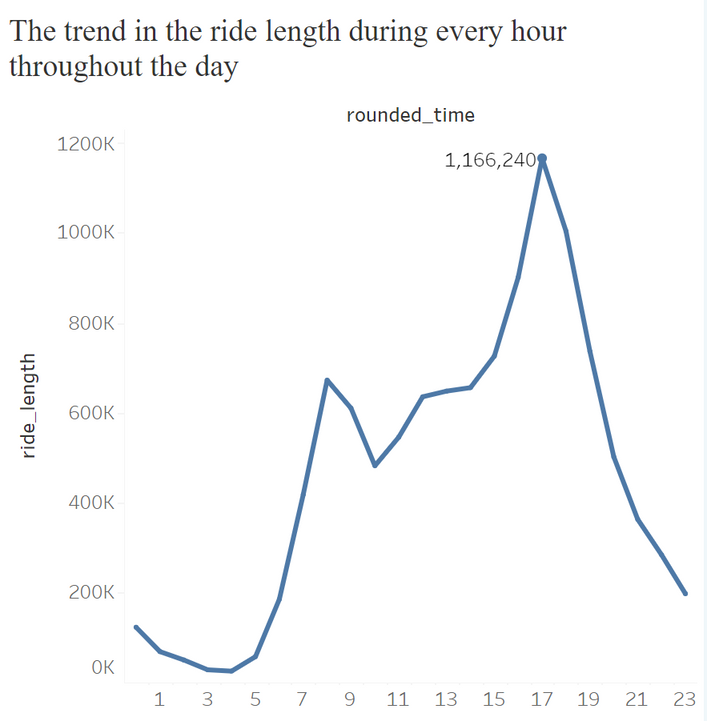 The trend in the ride length during every hour
throughout the day
rounded_time
1200K
1,166,240
1000K
800K
600K
400K
200K
0K
ride_length
1 3 5 7 9 11 13 15 17 19 21 23